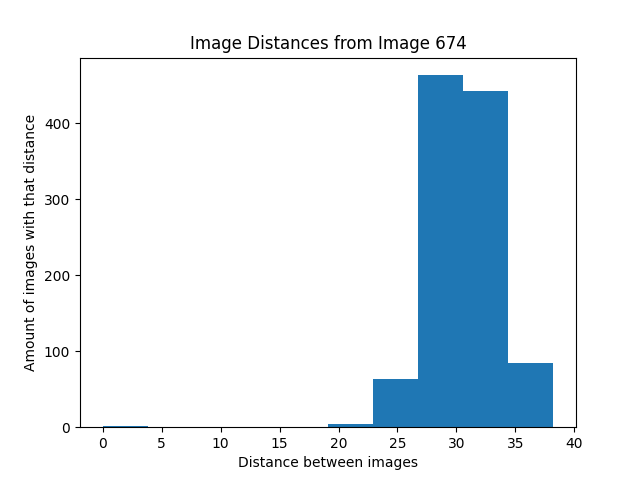 Image Distances from Image 674
Amount of images with that distance
400
300
200
100
0
0 5 10 15 20 25 30 35 40
Distance between images